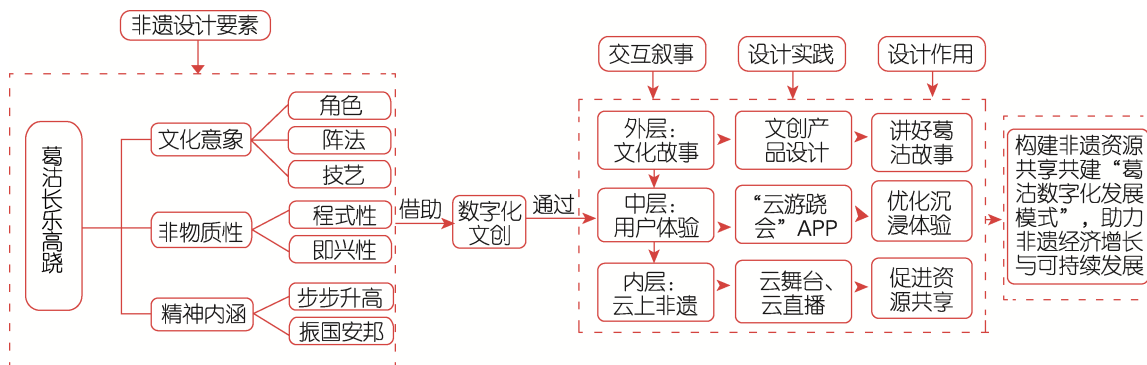 非遗设计要素
葛沽长乐高跷
文化意象
角色
阵法
技艺
非物质性
程式性
即兴性
精神内涵
步步升高
振国安邦
借助
数字化
文创
通过
交互叙事
设计实践
设计作用
外层：
文化故事
文创产
品设计
讲好葛
沽故事
中层：
用户体验
“云游跷
会”APP
优化沉
浸体验
内层：
云上非遗
云舞台、
云直播
促进资
源共享
构建非遗资源
共享共建“葛
沽数字化发展
模式”，助力
非遗经济增长
与可持续发展